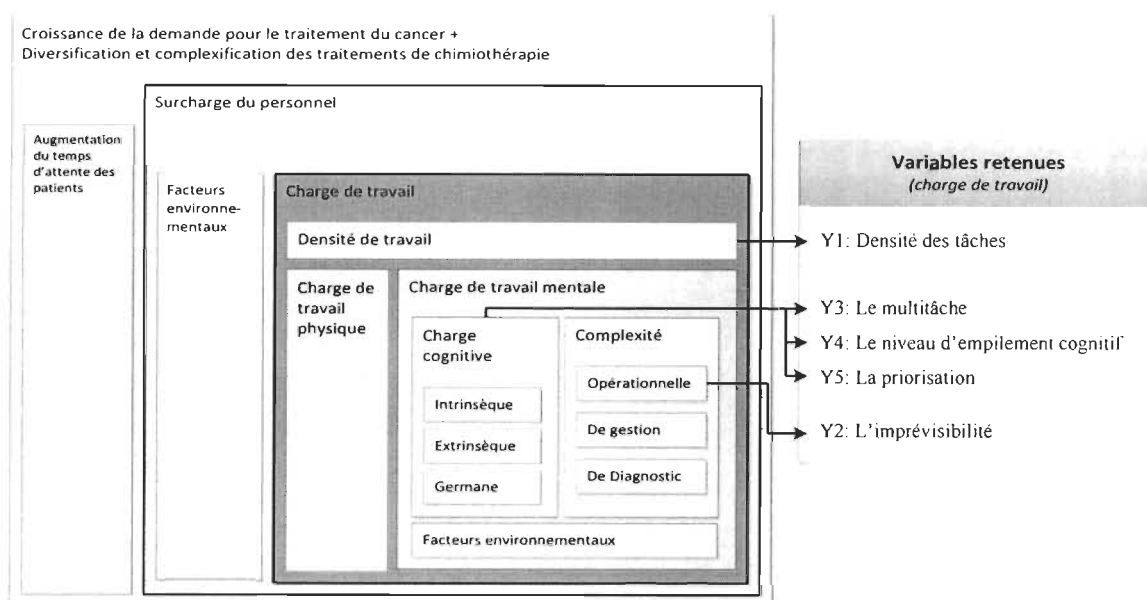 Croissance de la demande pour le traitement du cancer +
Diversification et complexification des traitements de chimiothérapie
Surcharge du personnel
Augmentation
du temps
d'attente des
patients
Facteurs
environne-
mentaux
Charge de travail
Densité de travail
Charge de
travail
physique
Charge de travail mentale
Charge
cognitive
Intrinsèque
Extrinsèque
Germane
Complexité
Opérationnelle
De gestion
De Diagnostic
Facteurs environnementaux
Variables retenues
(charge de travail)
Y1: Densité des tâches
Y3: Le multitâche
Y4: Le niveau d'empilement cognitif
Y5: La priorisation
Y2: L'imprévisibilité